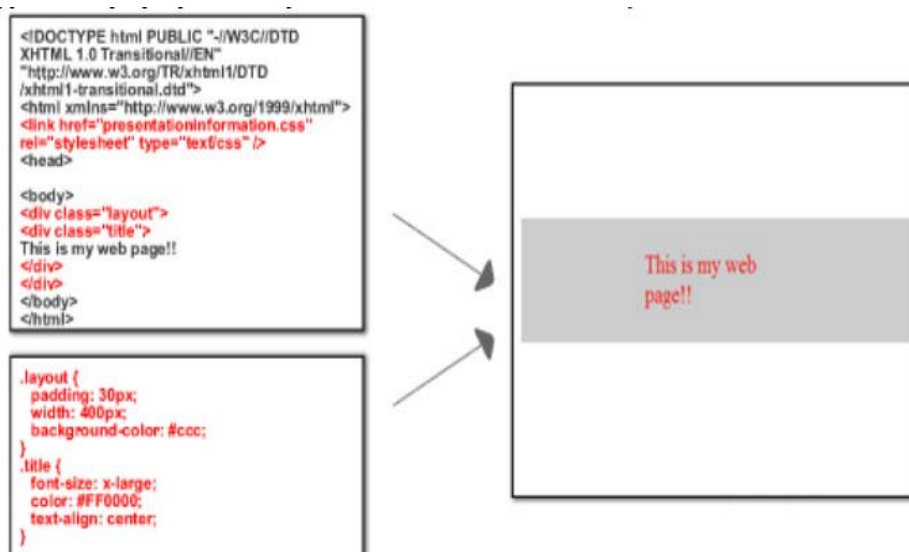 <!DOCTYPE html PUBLIC "-//W3C//DTD
XHTML 1.0 Transitional//EN"
"http://www.w3.org/TR/xhtml1/DTD
/xhtml1-transitional.dtd">
<html xmlns="http://www.w3.org/1999/xhtml">
<link href="presentationinformation.css"
rel="stylesheet" type="text/css" />
<head>
<body>
<div class="layout">
<div class="title">
This is my web page!!
</div>
</div>
</body>
</html>
.layout {
padding: 30px;
width: 400px;
background-color: #ccc;
}
.title {
font-size: x-large;
color: #FF0000;
text-align: center;
}
This is my web
page!!